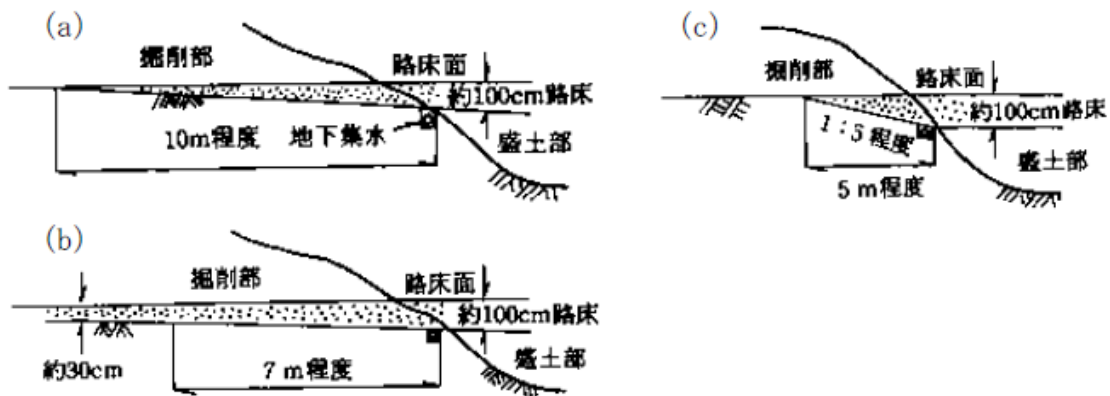 (a)
掘削部
路床面
約100cm路床
10m程度
地下集水
盛土部
(b)
掘削部
路床面
約100cm路床
約30cm
7m程度
盛土部
(c)
掘削部
路床面
約100cm路床
1:5程度
盛土部
5m程度